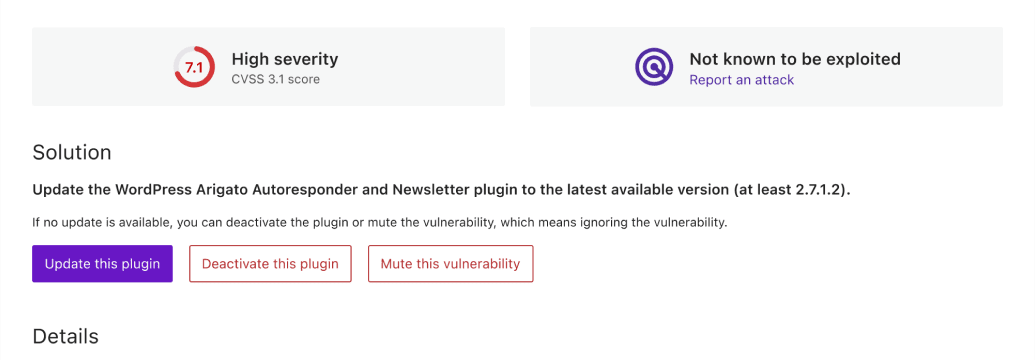 7.1
High severity
CVSS 3.1 score
Not known to be exploited
Report an attack
Solution
Update the WordPress Arigato Autoresponder and Newsletter plugin to the latest available version (at least 2.7.1.2).
If no update is available, you can deactivate the plugin or mute the vulnerability, which means ignoring the vulnerability.
Update this plugin
Deactivate this plugin
Mute this vulnerability
Details